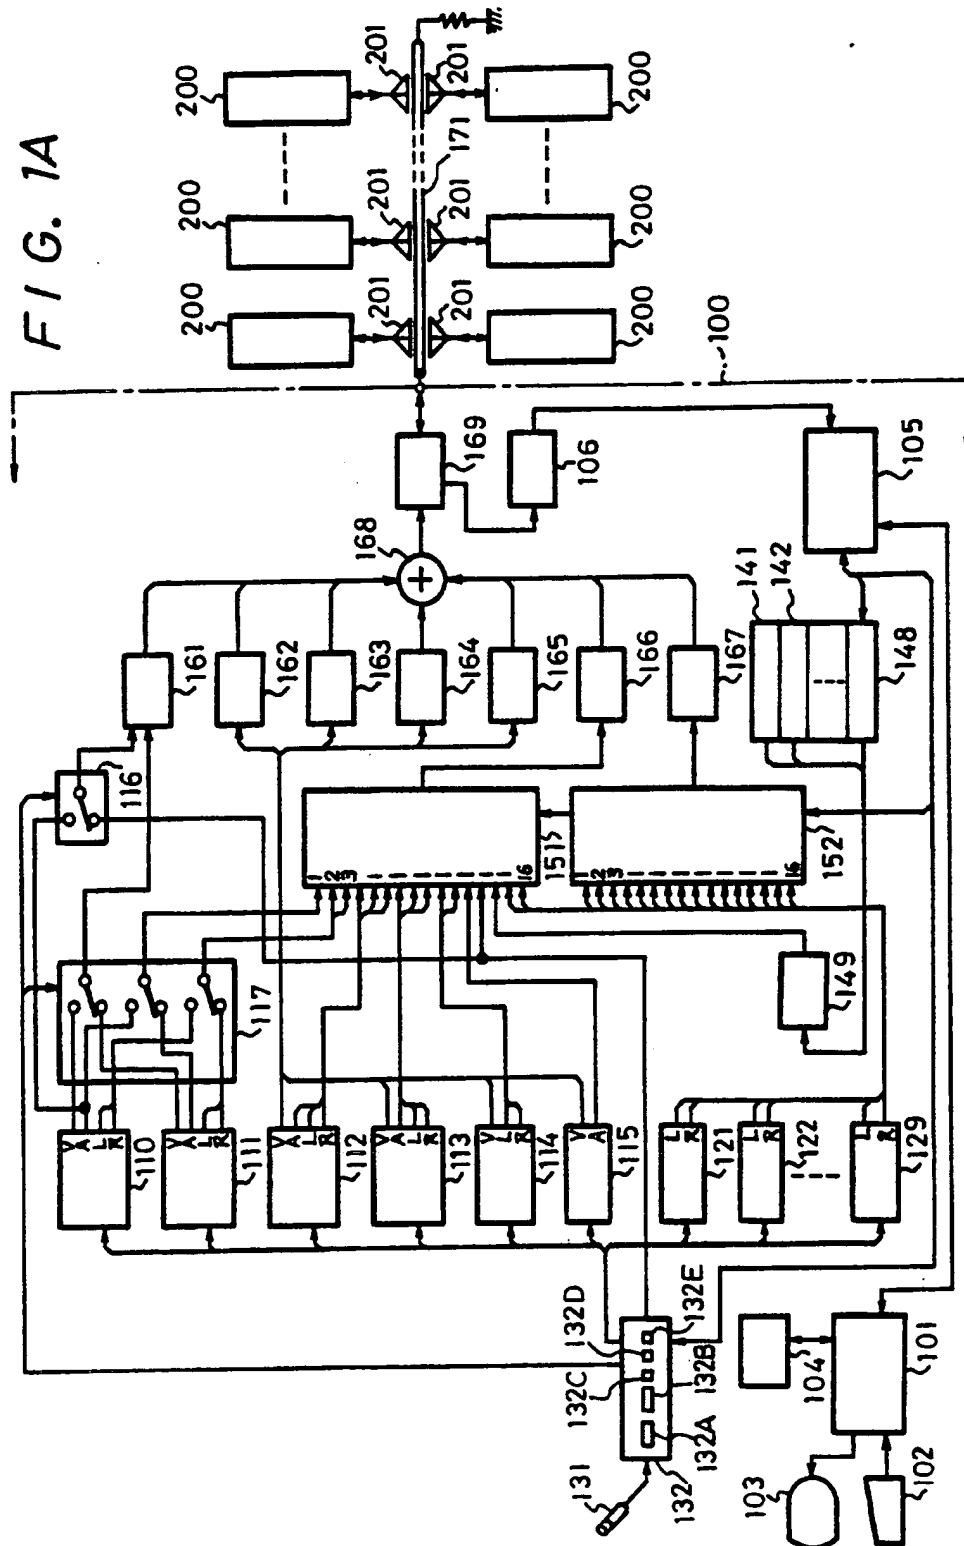 FIG. 1A
200
200
200
201
201
201
201
201
201
171
200
200
200
100
169
106
105
168
161
162
163
164
165
166
167
141
142
148
116
117
1
2
3
16
151
1
2
3
16
152
149
V
A
L
R
110
V
A
L
R
111
V
A
L
R
112
V
A
L
R
113
V
L
R
114
V
A
115
L
R
121
L
R
122
L
R
129
132D
132E
132C
132B
132A
132
131
104
101
103
102